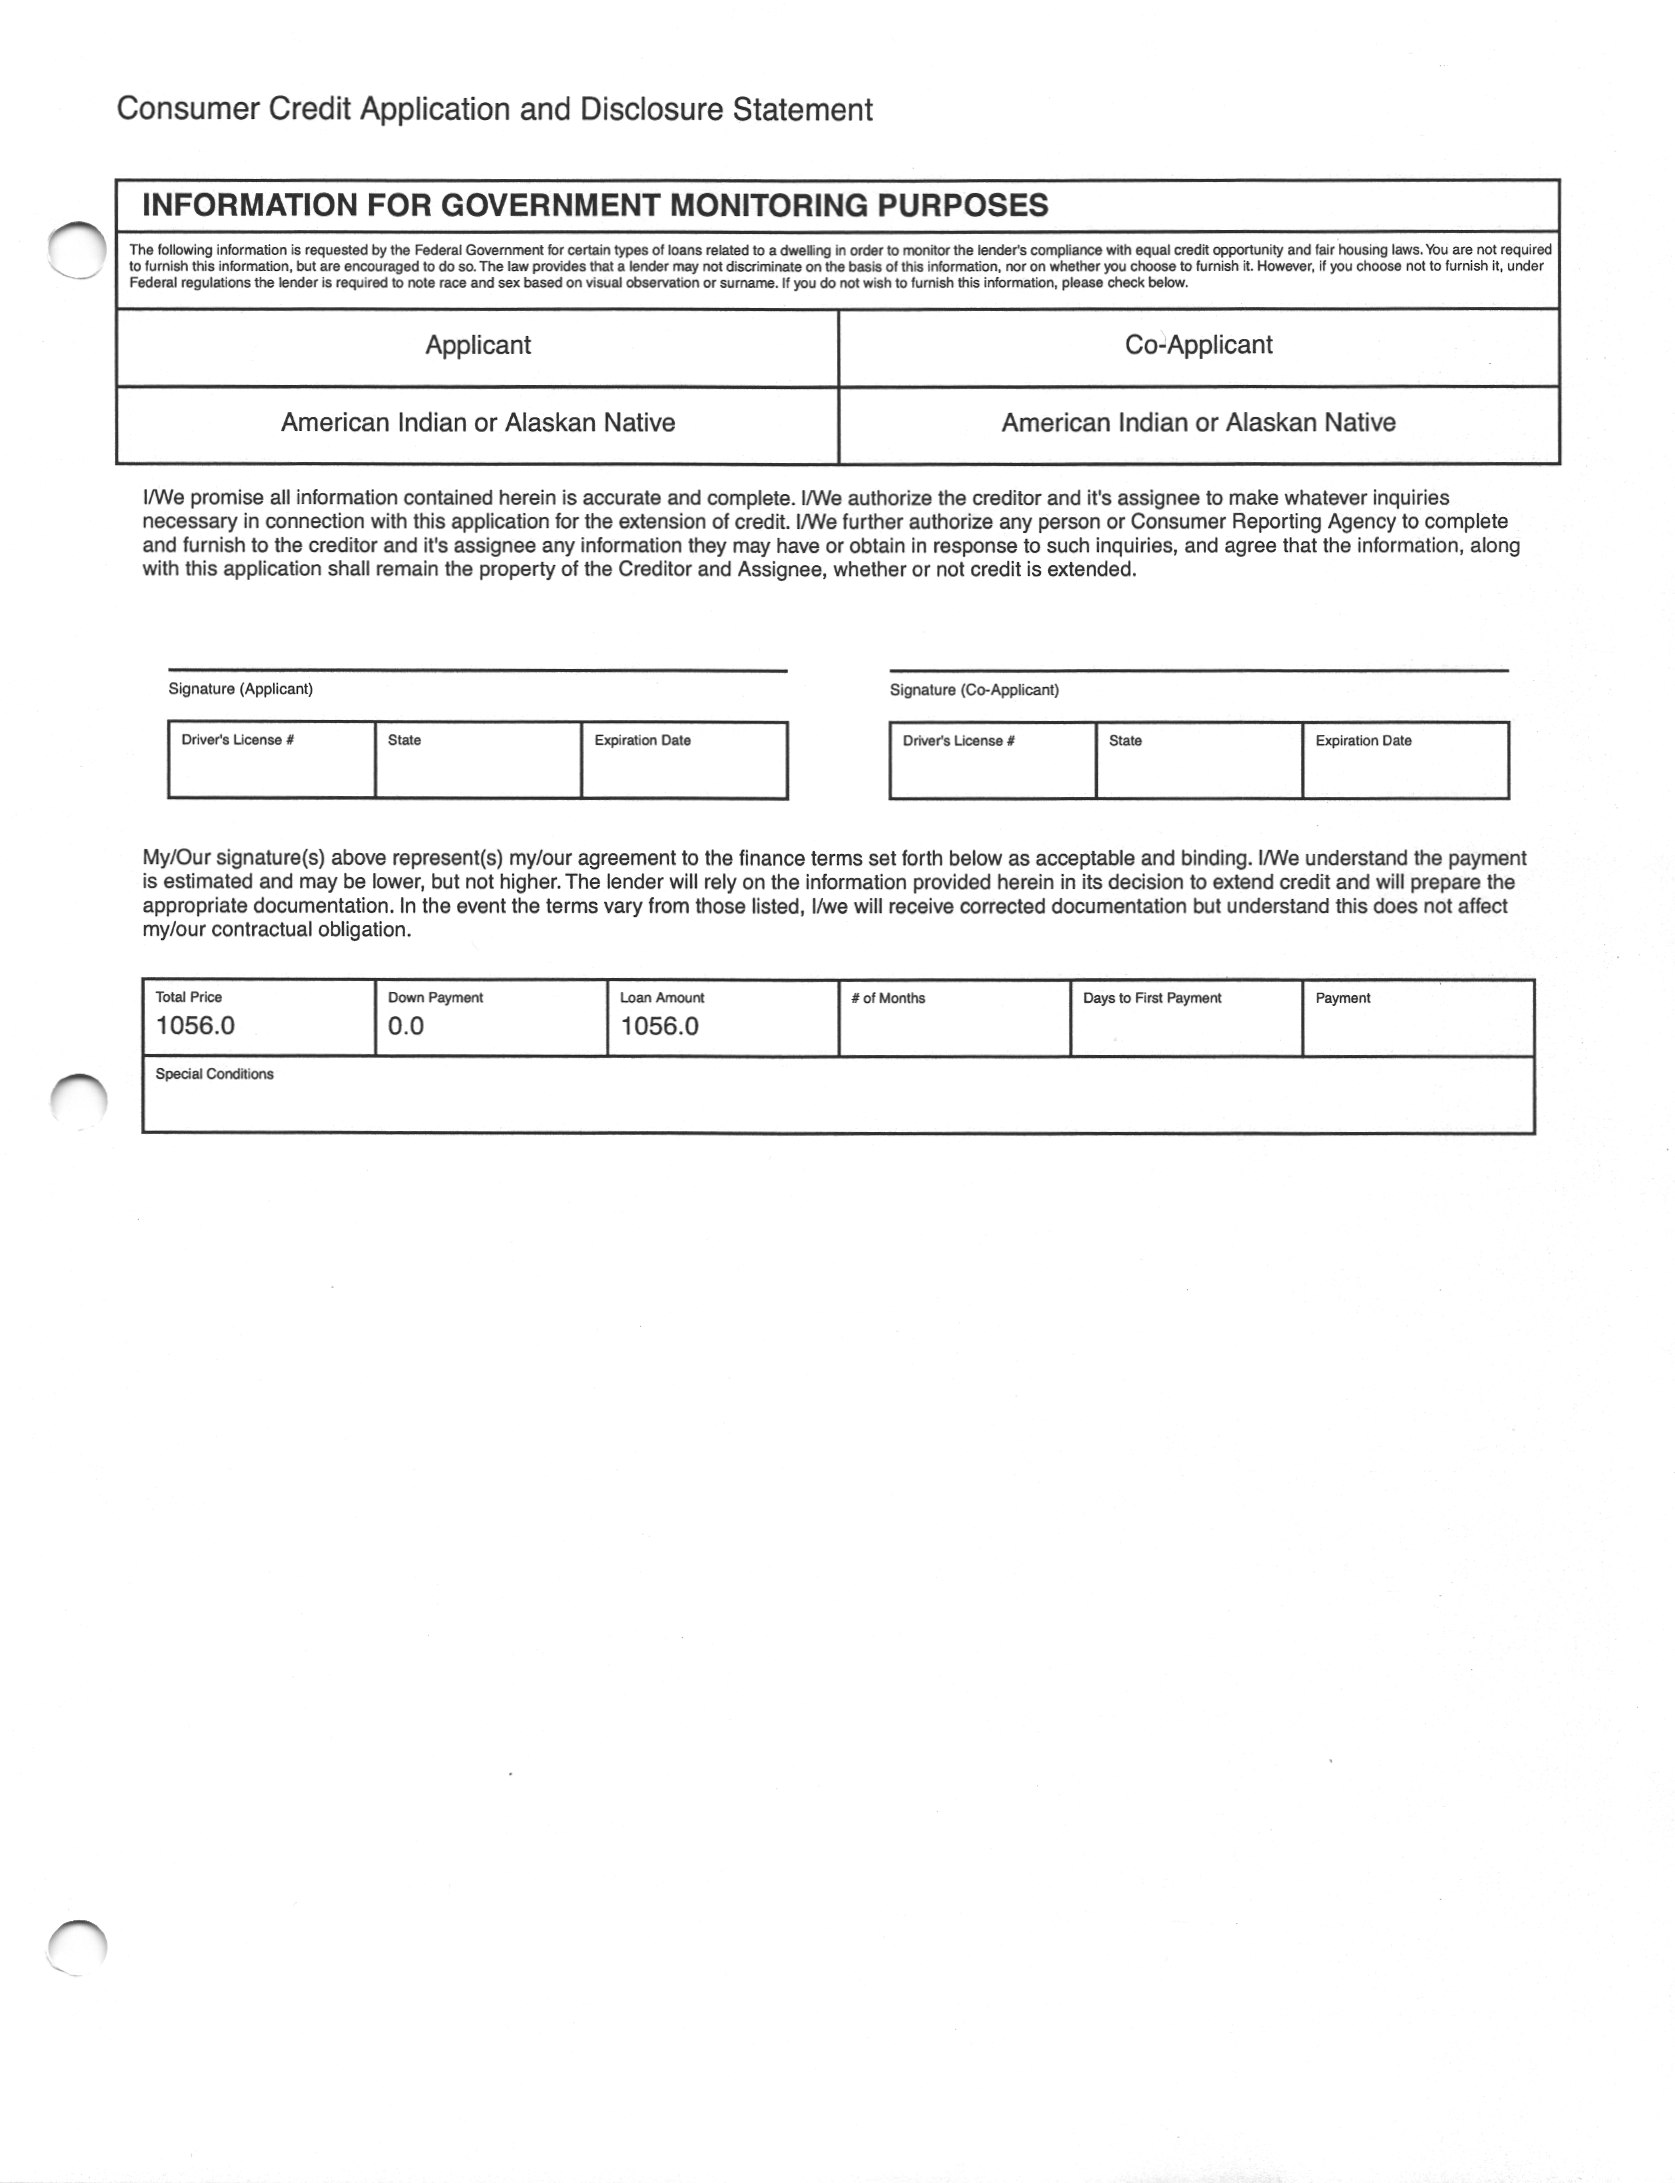 Consumer Credit Application and Disclosure Statement
INFORMATION FOR GOVERNMENT MONITORING PURPOSES
The following information is requested by the Federal Government for certain types of loans related to a dwelling in order to monitor the lender's compliance with equal credit opportunity and fair housing laws. You are not required
to furnish this information, but are encouraged to do so. The law provides that a lender may not discriminate on the basis of this information, nor on whether you choose to furnish it. However, if you choose not to furnish it, under
Federal regulations the lender is required to note race and sex based on visual observation or surname. If you do not wish to furnish this information, please check below.
Applicant Co-Applicant
American Indian or Alaskan Native American Indian or Alaskan Native
I/We promise all information contained herein is accurate and complete. I/We authorize the creditor and it's assignee to make whatever inquiries
necessary in connection with this application for the extension of credit. I/We further authorize any person or Consumer Reporting Agency to complete
and furnish to the creditor and it's assignee any information they may have or obtain in response to such inquiries, and agree that the information, along
with this application shall remain the property of the Creditor and Assignee, whether or not credit is extended.
Signature (Applicant) Signature (Co-Applicant)
Driver's License # State Expiration Date Driver's License # State Expiration Date
My/Our signature(s) above represent(s) my/our agreement to the finance terms set forth below as acceptable and binding. I/We understand the payment
is estimated and may be lower, but not higher. The lender will rely on the information provided herein in its decision to extend credit and will prepare the
appropriate documentation. In the event the terms vary from those listed, I/we will receive corrected documentation but understand this does not affect
my/our contractual obligation.
Total Price Down Payment Loan Amount # of Months Days to First Payment Payment
1056.0 0.0 1056.0
Special Conditions